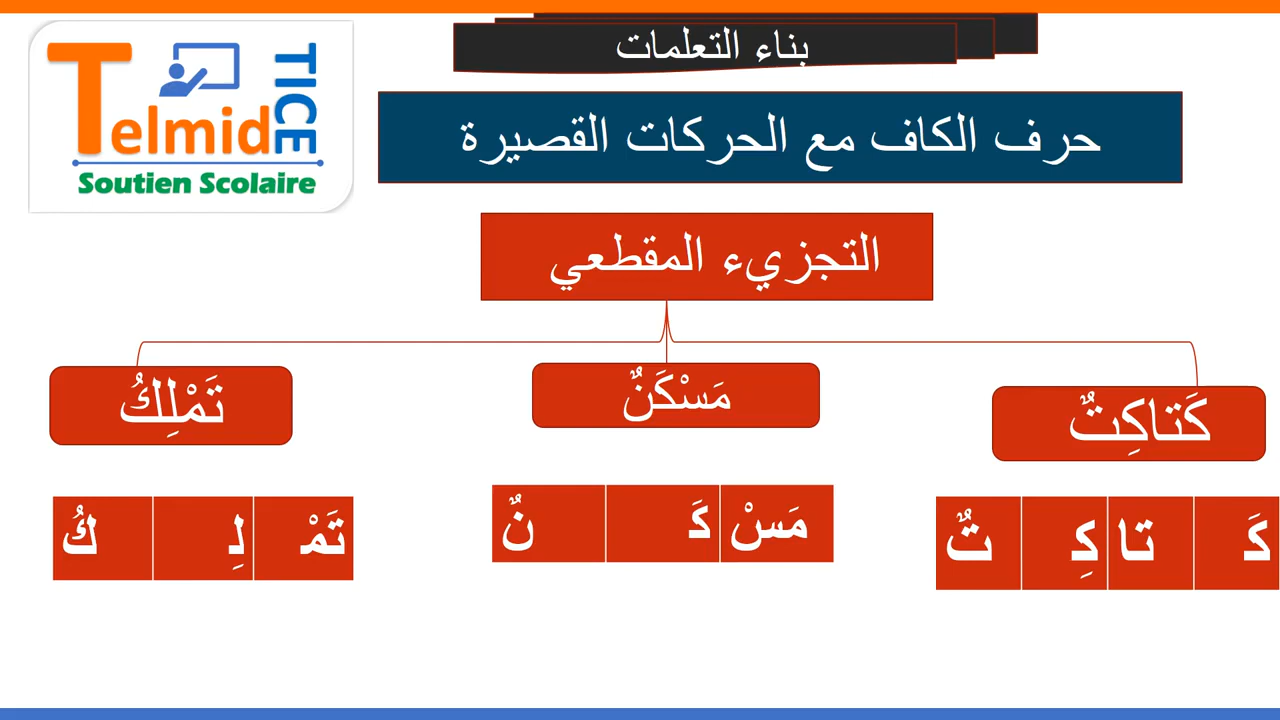 بناء التعلمات
Telmid TICE
Soutien Scolaire
حرف الكاف مع الحركات القصيرة
التجزيء المقطعي
كَتاكِتٌ
مَسْكَنٌ
تَمْلِكُ
كَ تا كِ تٌ
مَسْ كَ نٌ
تَمْ لِ كُ